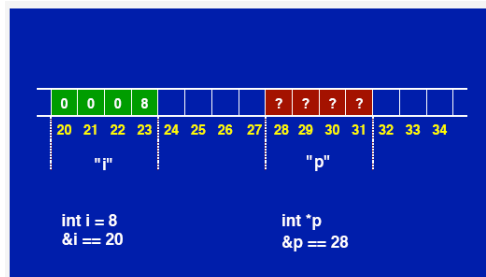 0 0 0 8 ? ? ? ?
20 21 22 23 24 25 26 27 28 29 30 31 32 33 34
"i" "p"
int i = 8 int *p
&i == 20 &p == 28